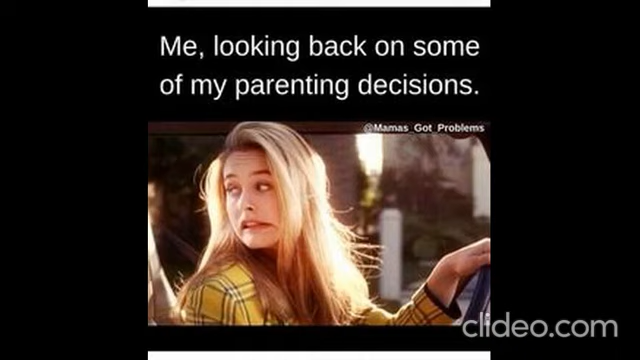 Me, looking back on some
of my parenting decisions.
@Mamas_Got_Problems
clideo.com